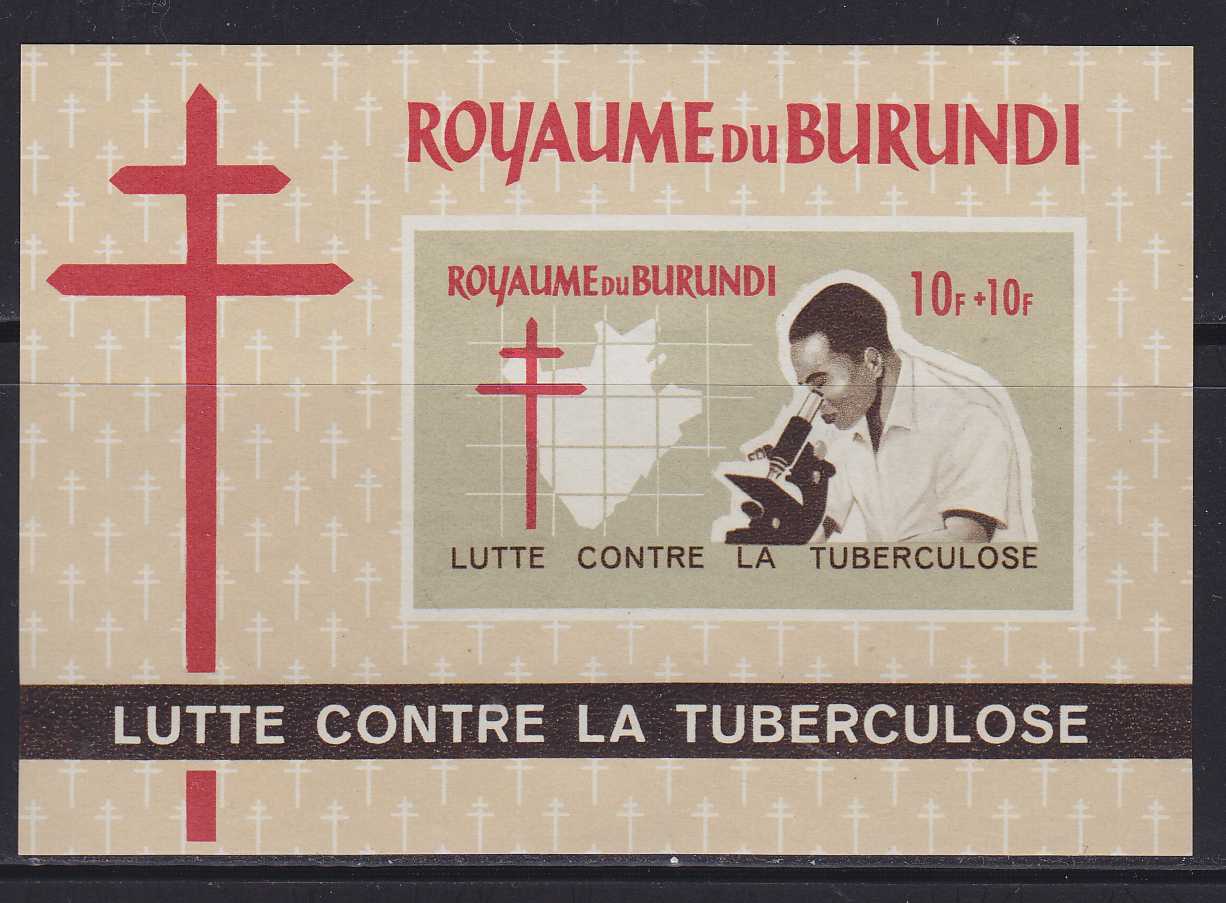 ROYAUME DU BURUNDI
ROYAUME DU BURUNDI
10F+10F
LUTTE CONTRE LA TUBERCULOSE
LUTTE CONTRE LA TUBERCULOSE